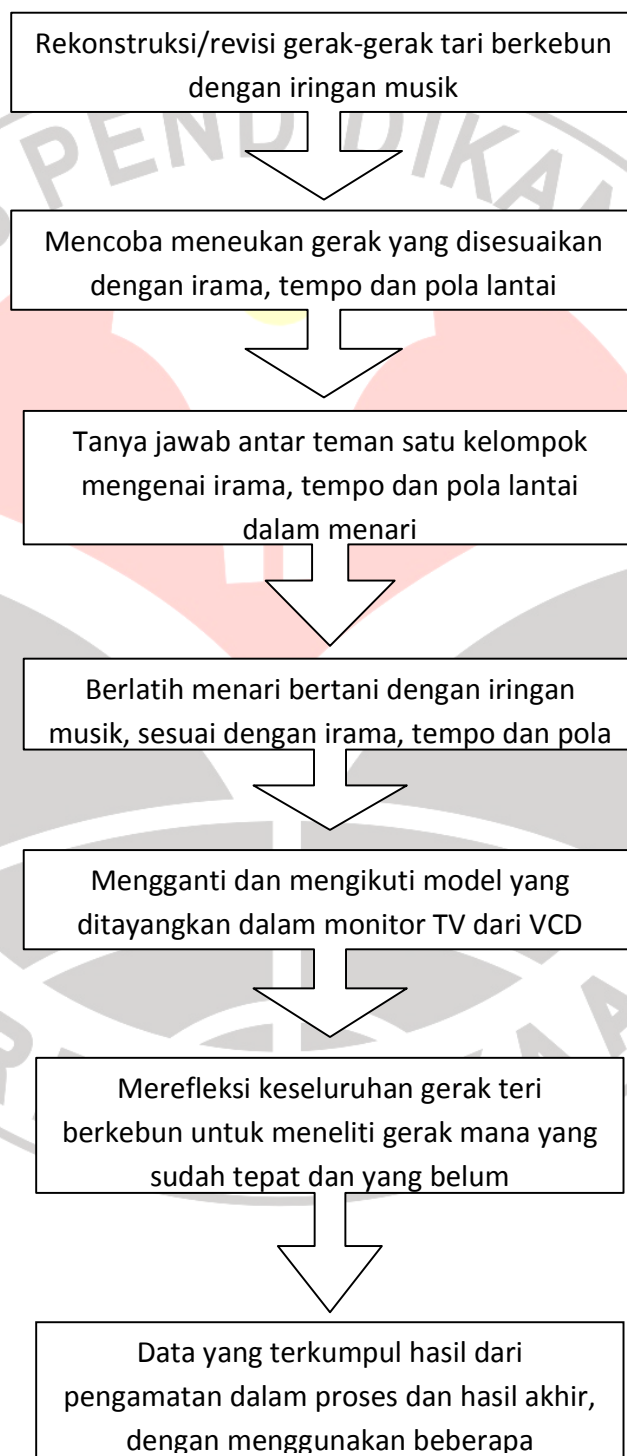 Rekonstruksi/revisi gerak-gerak tari berkebun
dengan iringan musik
PENDIDIKAN
Mencoba meneukan gerak yang disesuaikan
dengan irama, tempo dan pola lantai
Tanya jawab antar teman satu kelompok
mengenai irama, tempo dan pola lantai
dalam menari
Berlatih menari bertani dengan iringan
musik, sesuai dengan irama, tempo dan pola
Mengganti dan mengikuti model yang
ditayangkan dalam monitor TV dari VCD
Merefleksi keseluruhan gerak teri
berkebun untuk meneliti gerak mana yang
sudah tepat dan yang belum
Data yang terkumpul hasil dari
pengamatan dalam proses dan hasil akhir,
dengan menggunakan beberapa